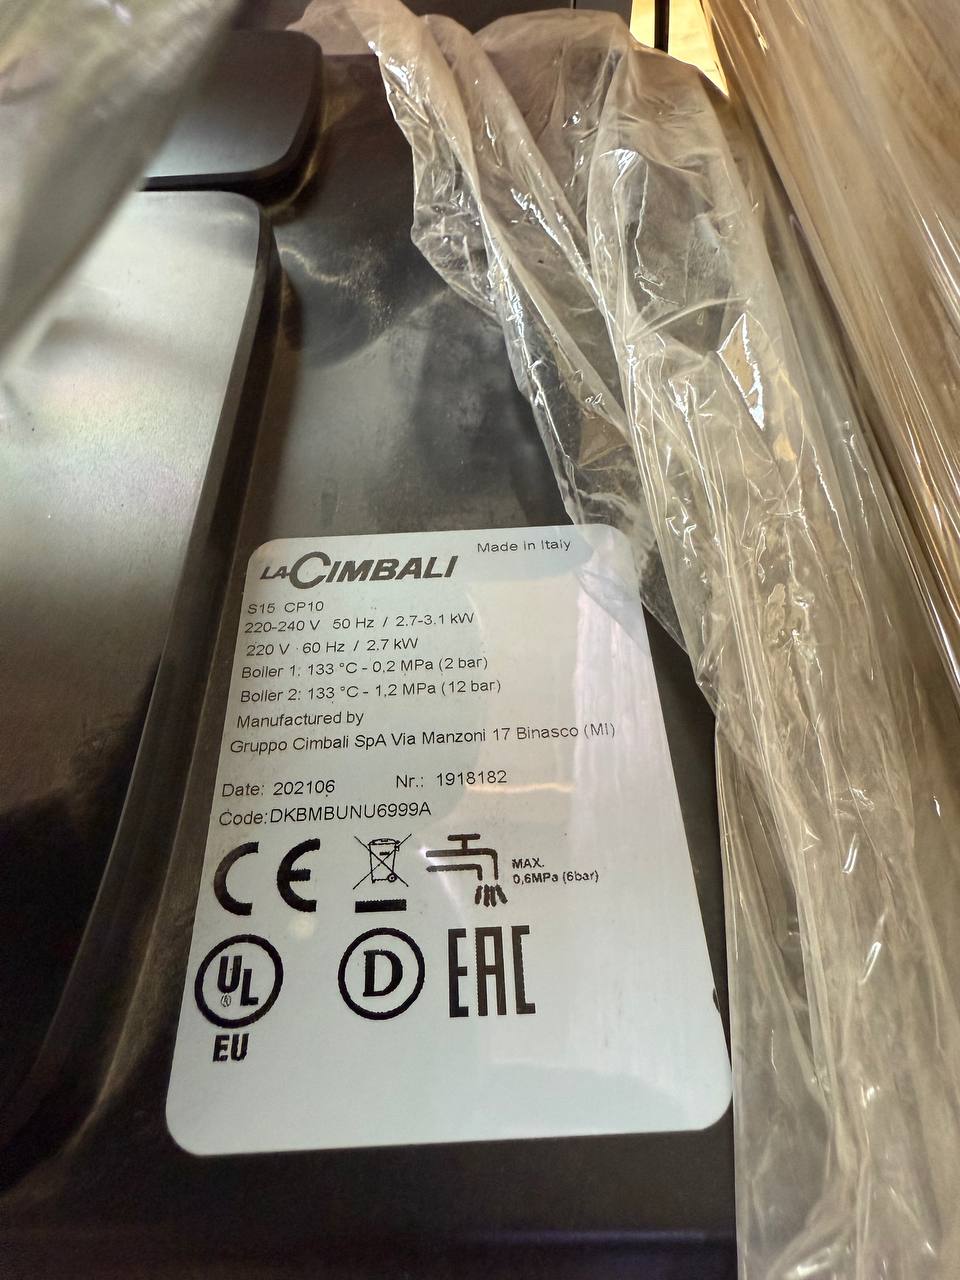 Made in Italy
LACIMBALI
S15 CP10
220-240 V 50 Hz / 2.7-3.1 kW
220 V - 60 Hz / 2.7 kW
Boiler 1: 133 °C - 0,2 MPa (2 bar)
Boiler 2: 133 °C - 1,2 MPa (12 bar)
Manufactured by
Gruppo Cimbali SpA Via Manzoni 17 Binasco (MI)
Date: 202106 Nr.: 1918182
Code:DKBMBUNU6999A
CE
MAX.
0,6MPa (6bar)
UL
®
D
EAC
EU